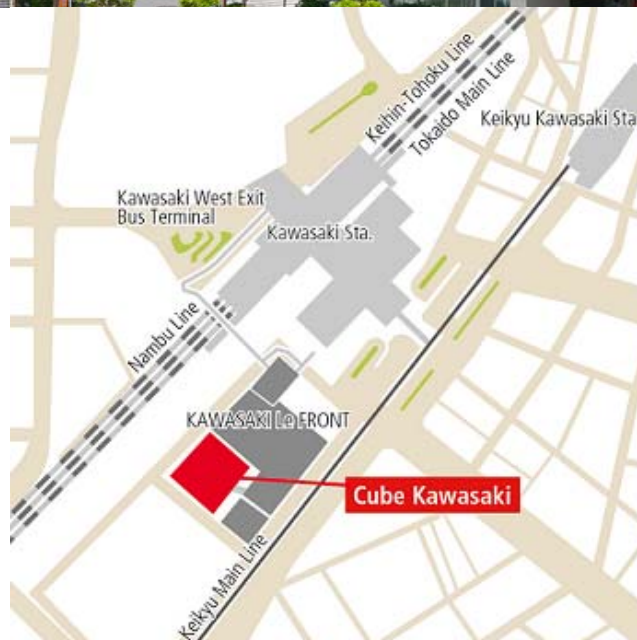 Keihin-Tohoku Line
Tokaido Main Line
Keikyu Kawasaki Sta
Kawasaki West Exit
Bus Terminal
Kawasaki Sta.
Nambu Line
KAWASAKI Le FRONT
Cube Kawasaki
Keikyu Main Line